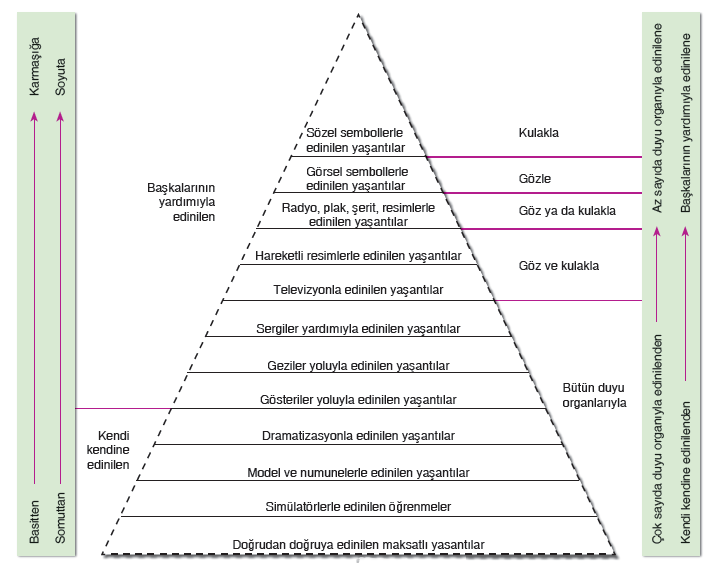 Karmaşığa
Soyuta
Basitten
Somuttan
Başkalarının
yardımıyla
edinilen
Kendi
kendine
edinilen
Sözel sembollerle
edinilen yaşantılar
Görsel sembollerle
edinilen yaşantılar
Radyo, plak, şerit, resimlerle
edinilen yaşantılar
Hareketli resimlerle edinilen yaşantılar
Televizyonla edinilen yaşantılar
Sergiler yardımıyla edinilen yaşantılar
Geziler yoluyla edinilen yaşantılar
Gösteriler yoluyla edinilen yaşantılar
Dramatizasyonla edinilen yaşantılar
Model ve numunelerle edinilen yaşantılar
Simülatörlerle edinilen öğrenmeler
Doğrudan doğruya edinilen maksatlı yasantılar
Kulakla
Gözle
Göz ya da kulakla
Göz ve kulakla
Bütün duyu
organlarıyla
Az sayıda duyu organıyla edinilene
Başkalarının yardımıyla edinilene
Çok sayıda duyu organıyla edinilenden
Kendi kendine edinilenden